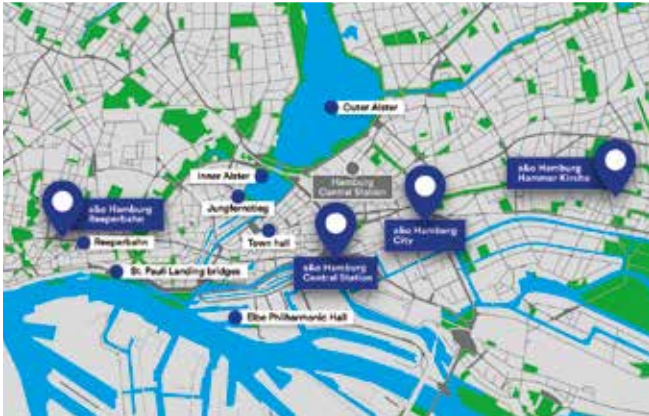 Outer Alster
Inner Alster
Hamburg
Central Station
a&o Hamburg
Hammer Kirche
Jungfernstieg
a&o Hamburg
Reeperbahn
Reeperbahn
Town hall
a&o Hamburg
City
St. Pauli Landing bridges
a&o Hamburg
Central Station
Elbe Philharmonic Hall